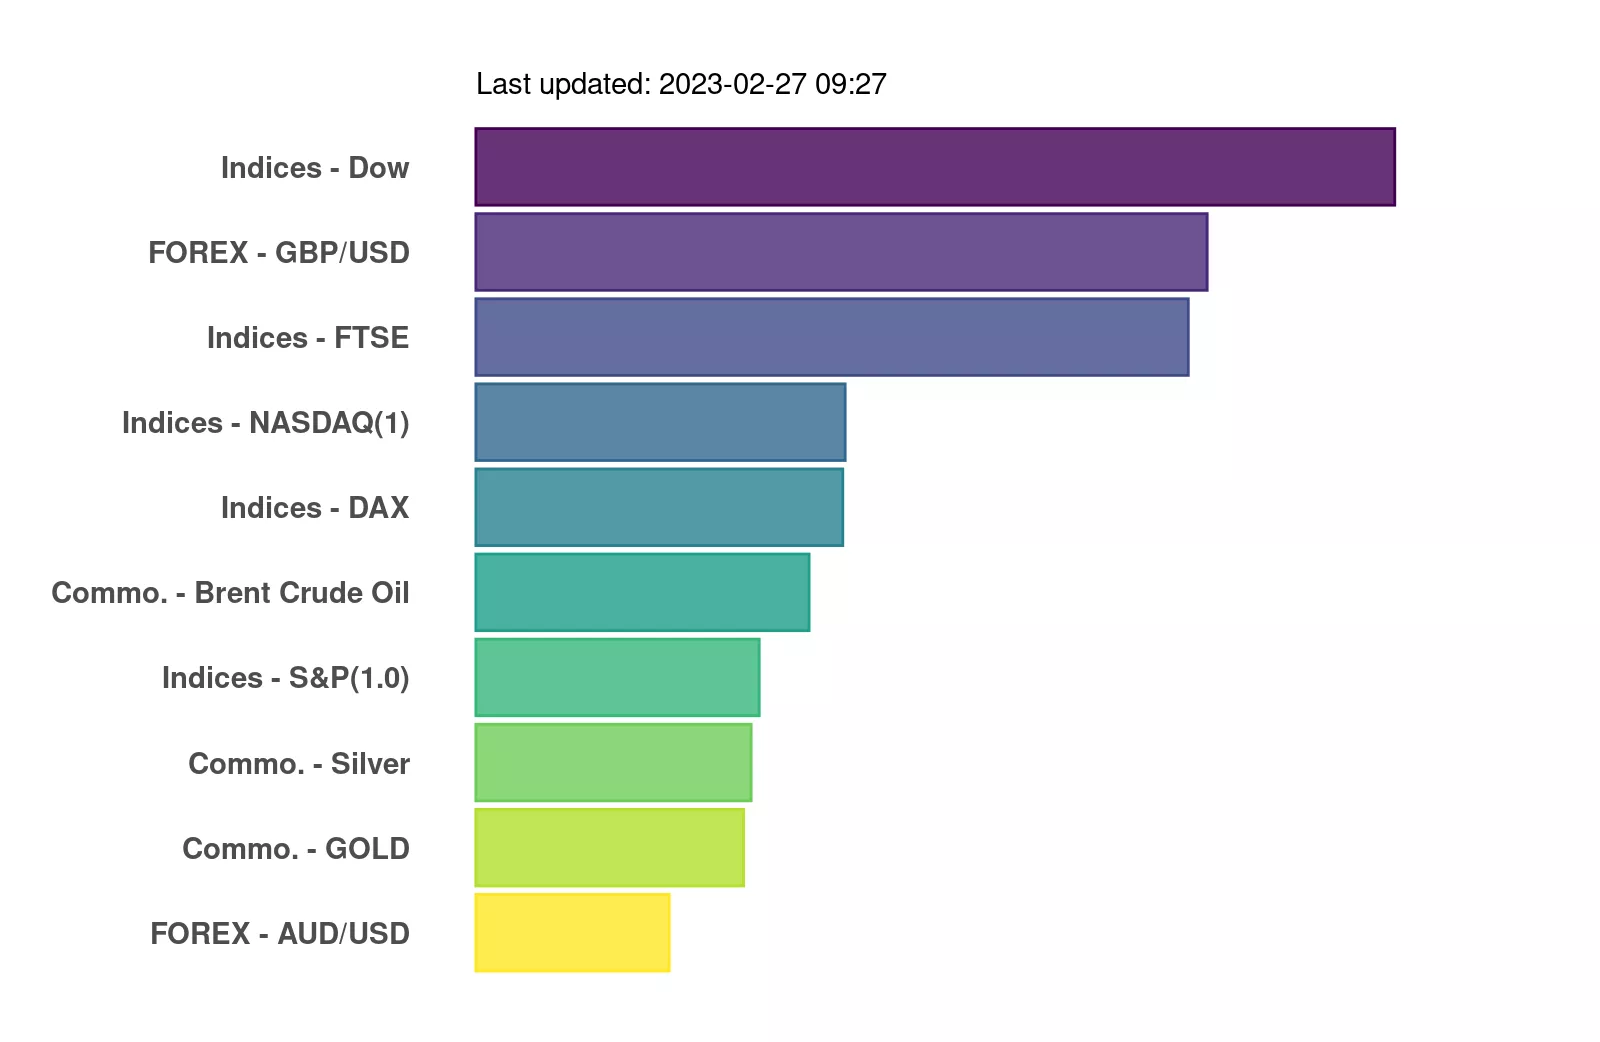 Last updated: 2023-02-27 09:27
Indices - Dow
FOREX - GBP/USD
Indices - FTSE
Indices - NASDAQ(1)
Indices - DAX
Commo. - Brent Crude Oil
Indices - S&P(1.0)
Commo. - Silver
Commo. - GOLD
FOREX - AUD/USD